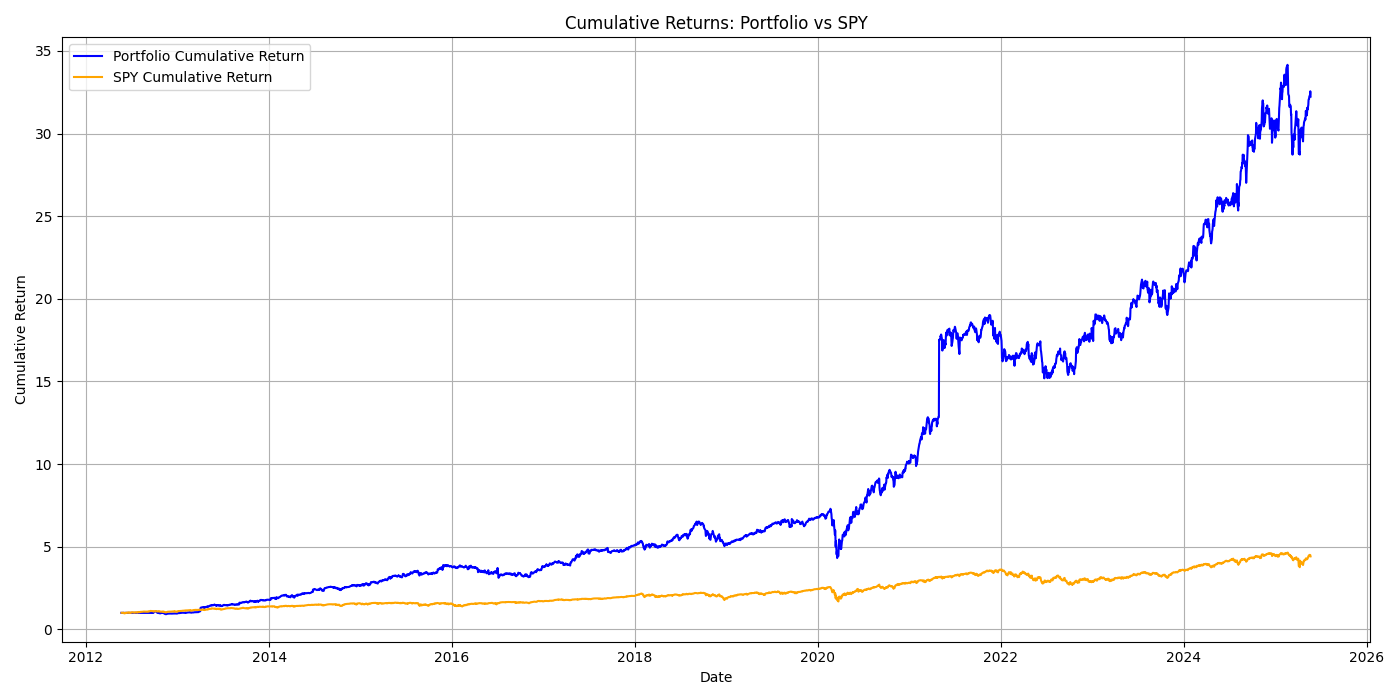 Cumulative Returns: Portfolio vs SPY
Portfolio Cumulative Return
SPY Cumulative Return
Cumulative Return
35
30
25
20
15
10
5
0
2012 2014 2016 2018 2020 2022 2024 2026
Date